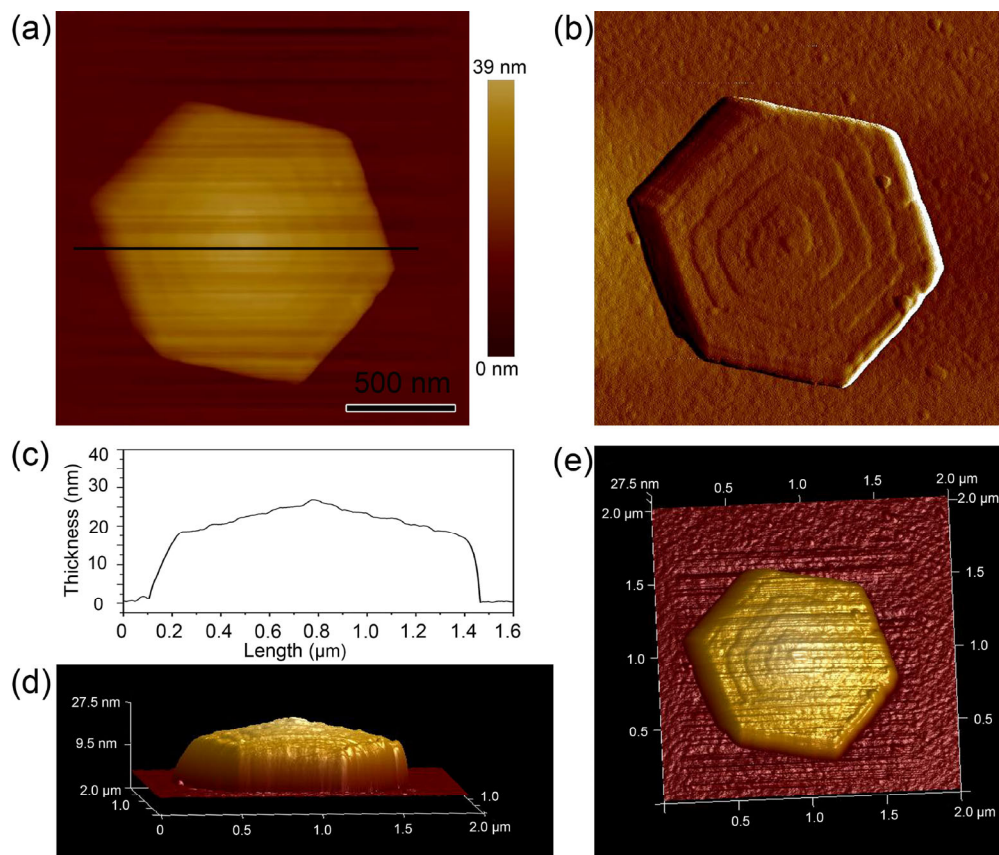 (a)
39 nm
0 nm
500 nm
(b)
(c)
Thickness (nm)
40
30
20
10
0
0 0.2 0.4 0.6 0.8 1.0 1.2 1.4 1.6
Length (µm)
(d)
27.5 nm
9.5 nm
2.0 µm
1.0
0 0.5 1.0 1.5 2.0 µm
1.0
(e)
27.5 nm 0.5 1.0 1.5 2.0 µm
2.0 µm
2.0 µm
1.5
1.5
1.0
1.0
0.5
0.5
0.5 1.0 1.5 2.0 µm